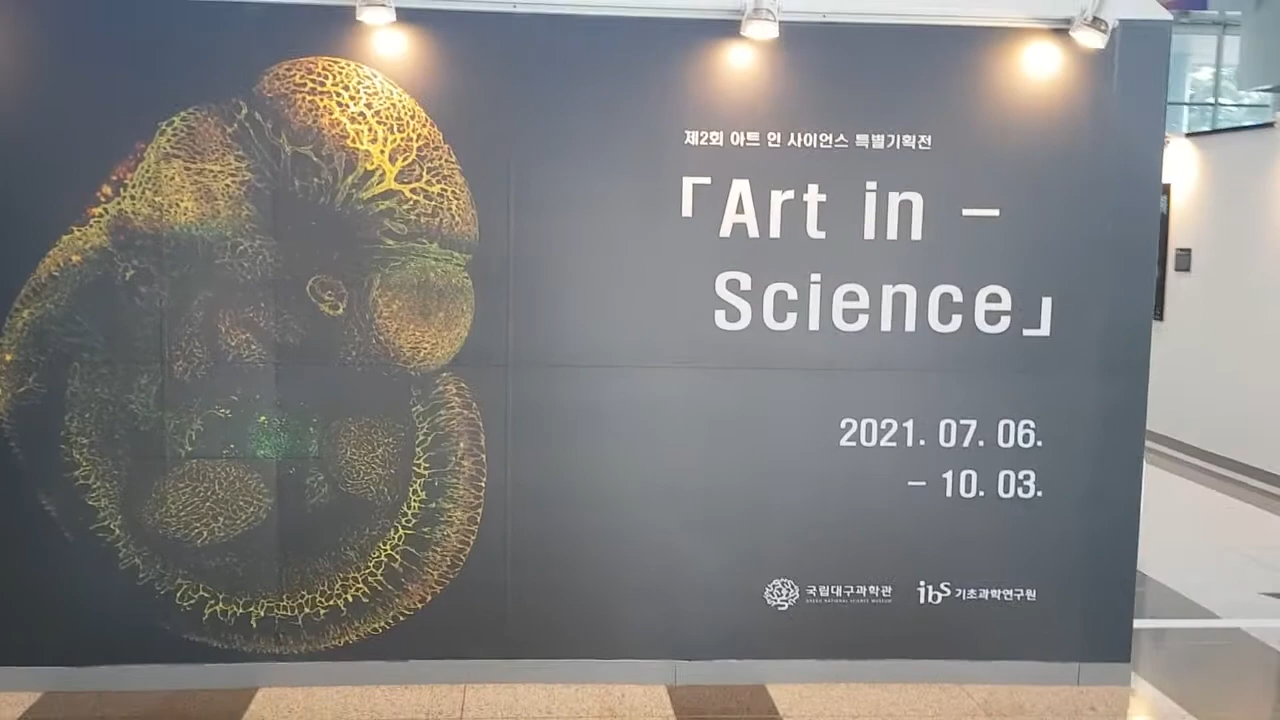 제2회 아트 인 사이언스 특별기획전
「Art in –
Science」
2021. 07. 06.
– 10. 03.
국립대구과학관
DAEGU NATIONAL SCIENCE MUSEUM
ibs 기초과학연구원